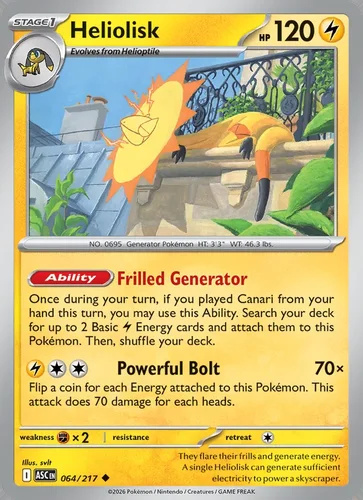 STAGE 1
Heliolisk
HP 120
Evolves from Helioptile
NO. 0695 Generator Pokémon HT: 3'3" WT: 46.3 lbs.
Ability Frilled Generator
Once during your turn, if you played Canari from your
hand this turn, you may use this Ability. Search your deck
for up to 2 Basic Energy cards and attach them to this
Pokémon. Then, shuffle your deck.
Powerful Bolt 70×
Flip a coin for each Energy attached to this Pokémon. This
attack does 70 damage for each heads.
weakness ×2 resistance retreat
Illus. svlt
I ASC EN 064/217
They flare their frills and generate energy.
A single Heliolisk can generate sufficient
electricity to power a skyscraper.
©2026 Pokémon / Nintendo / Creatures / GAME FREAK